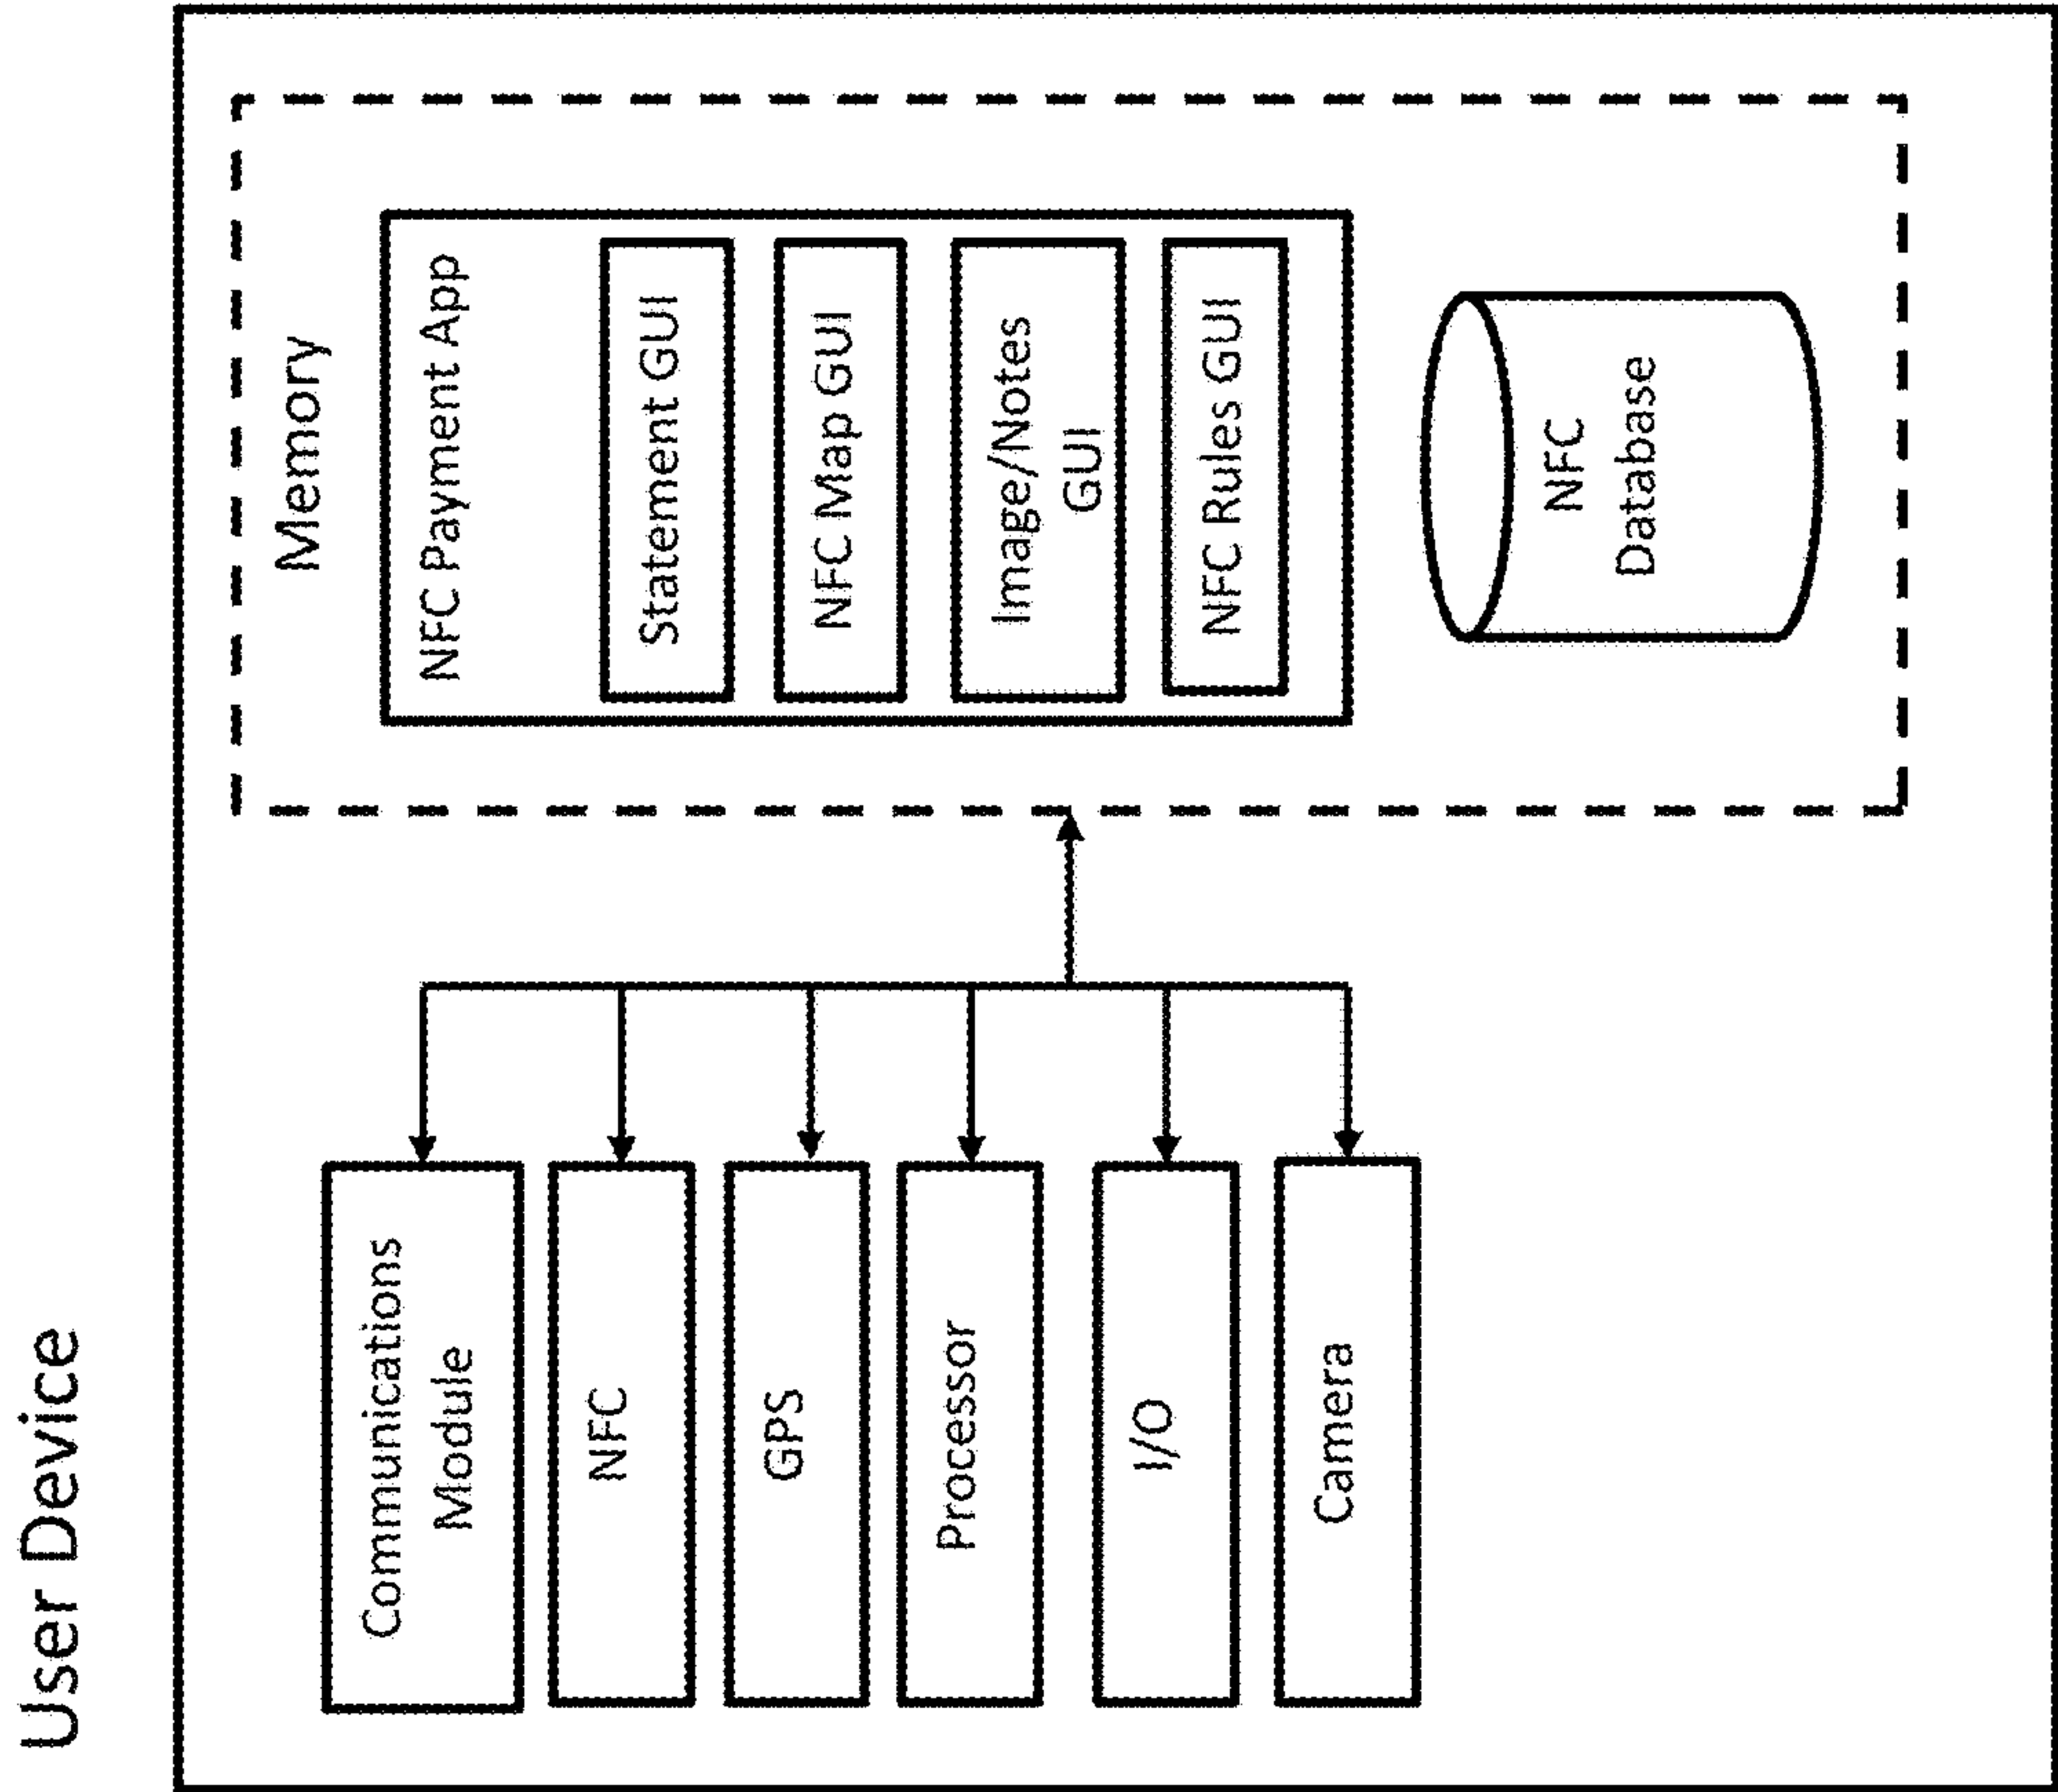 User Device
Communications
Module
NFC
GPS
Processor
I/O
Camera
Memory
NFC Payment App
Statement GUI
NFC Map GUI
Image/Notes
GUI
NFC Rules GUI
NFC
Database